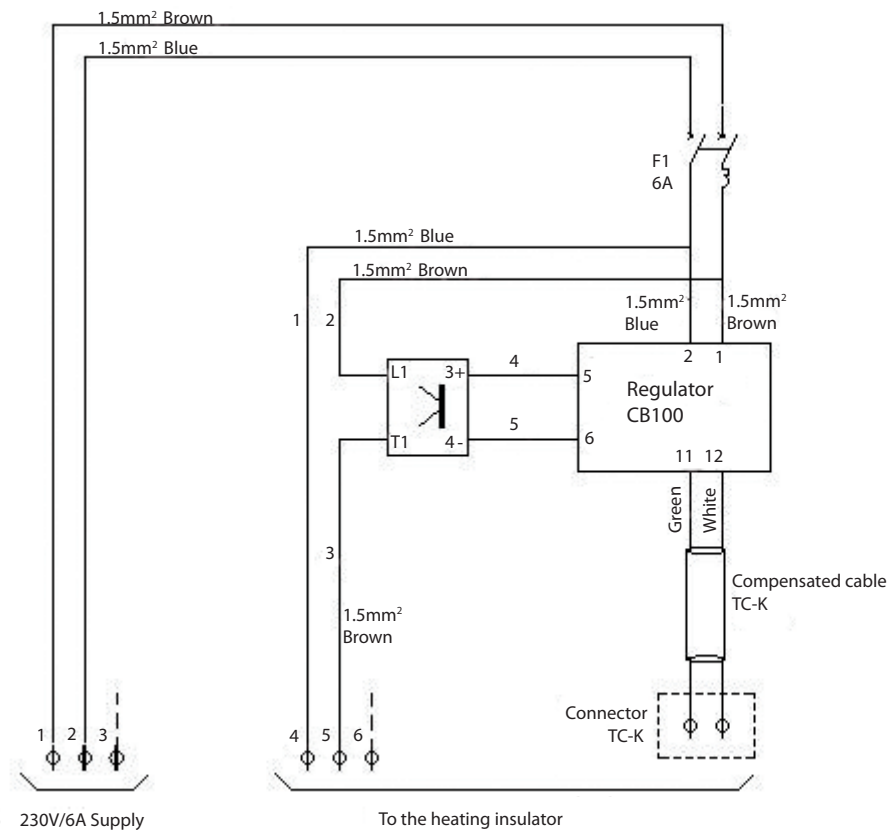 1.5mm² Brown
1.5mm² Blue
F1
6A
1.5mm² Blue
1.5mm² Brown
1.5mm²
Blue
1.5mm²
Brown
1
2
2 1
L1 3+
4
5
Regulator
CB100
T1 4-
5
6
11 12
Green
White
3
1.5mm²
Brown
Compensated cable
TC-K
Connector
TC-K
1 2 3
4 5 6
230V/6A Supply
To the heating insulator